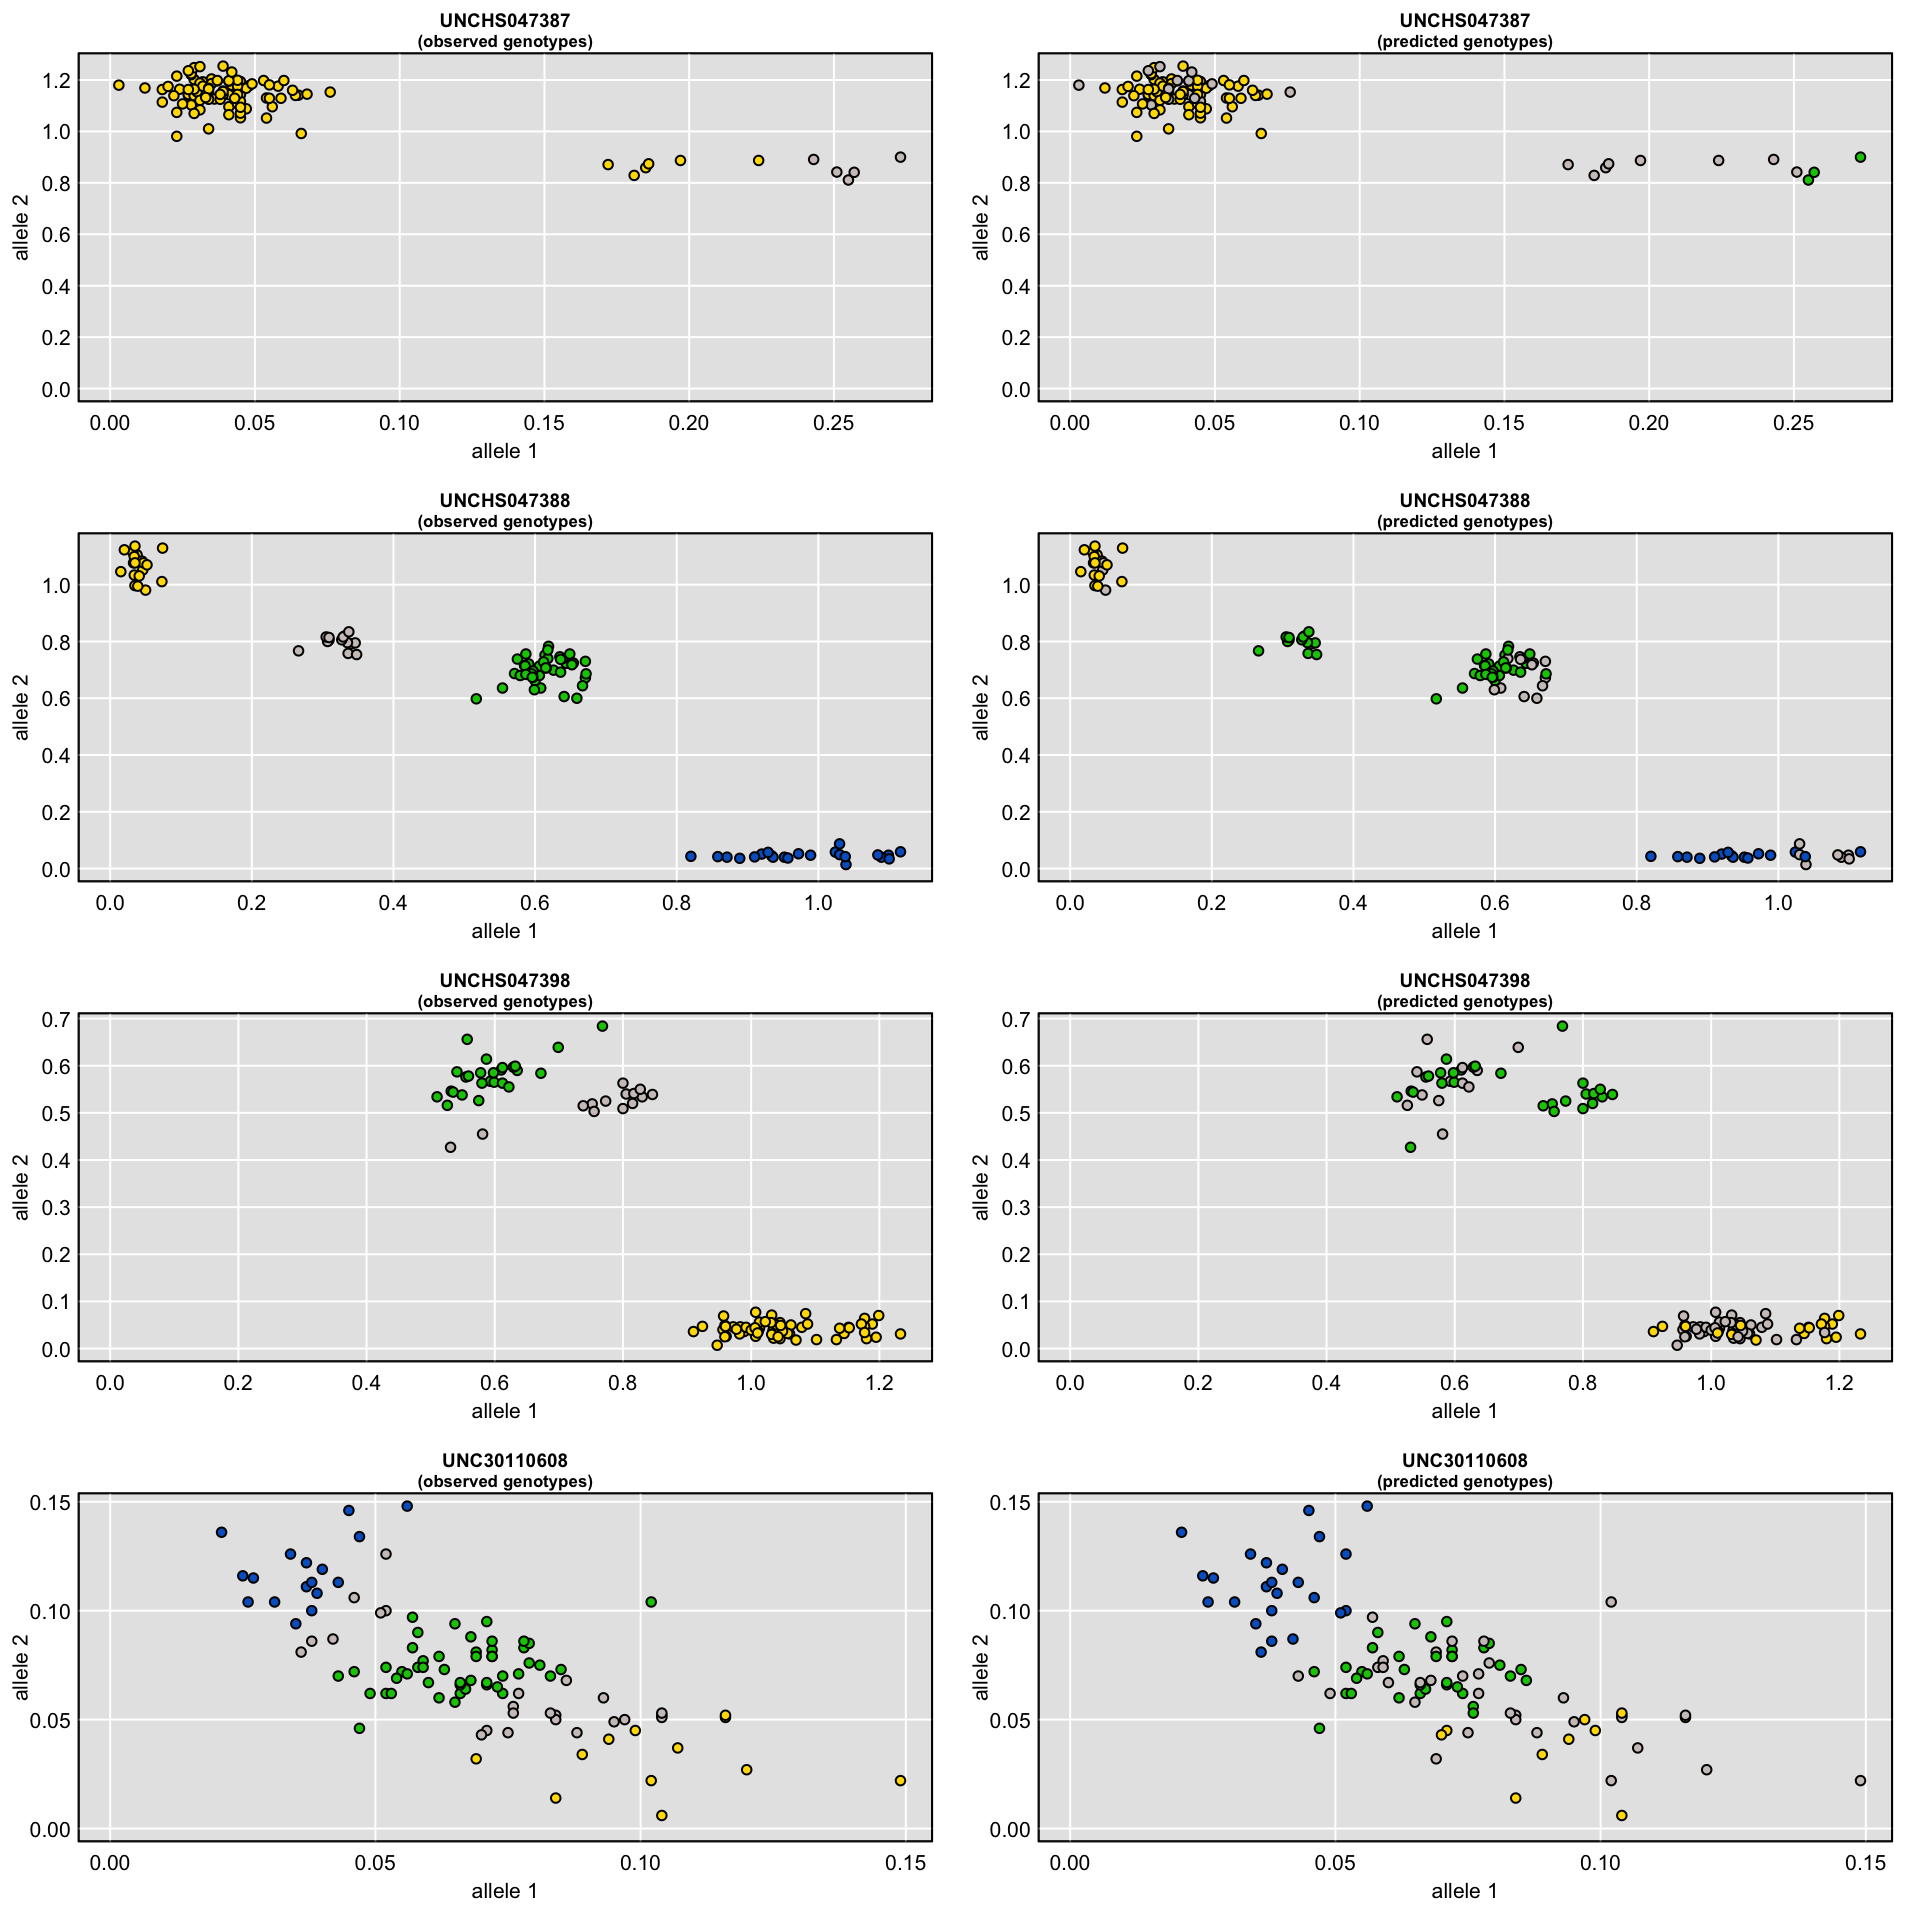 UNCHS047387
(observed genotypes)
1.2
1.0
0.8
0.6
0.4
0.2
0.0
allele 2
0.00 0.05 0.10 0.15 0.20 0.25
allele 1
UNCHS047387
(predicted genotypes)
1.2
1.0
0.8
0.6
0.4
0.2
0.0
allele 2
0.00 0.05 0.10 0.15 0.20 0.25
allele 1
UNCHS047388
(observed genotypes)
1.0
0.8
0.6
0.4
0.2
0.0
allele 2
0.0 0.2 0.4 0.6 0.8 1.0
allele 1
UNCHS047388
(predicted genotypes)
1.0
0.8
0.6
0.4
0.2
0.0
allele 2
0.0 0.2 0.4 0.6 0.8 1.0
allele 1
UNCHS047398
(observed genotypes)
0.7
0.6
0.5
0.4
0.3
0.2
0.1
0.0
allele 2
0.0 0.2 0.4 0.6 0.8 1.0 1.2
allele 1
UNCHS047398
(predicted genotypes)
0.7
0.6
0.5
0.4
0.3
0.2
0.1
0.0
allele 2
0.0 0.2 0.4 0.6 0.8 1.0 1.2
allele 1
UNC30110608
(observed genotypes)
0.15
0.10
0.05
0.00
allele 2
0.00 0.05 0.10 0.15
allele 1
UNC30110608
(predicted genotypes)
0.15
0.10
0.05
0.00
allele 2
0.00 0.05 0.10 0.15
allele 1